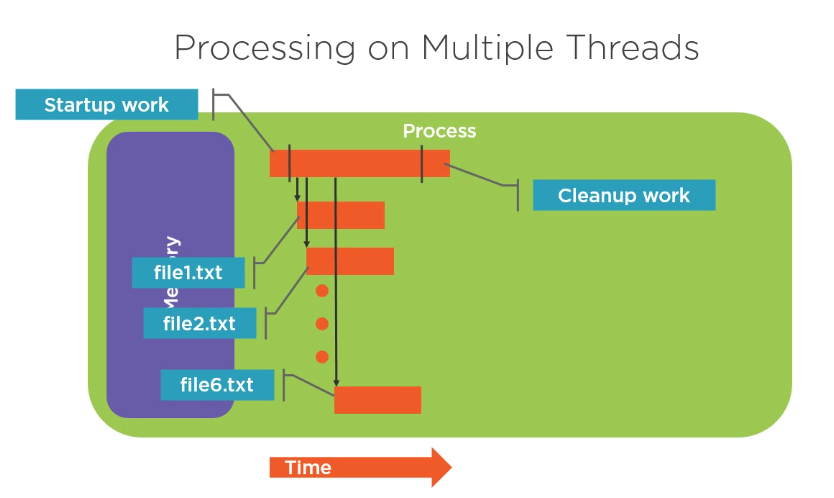 Processing on Multiple Threads
Startup work
Process
Cleanup work
file1.txt
file2.txt
file6.txt
Time